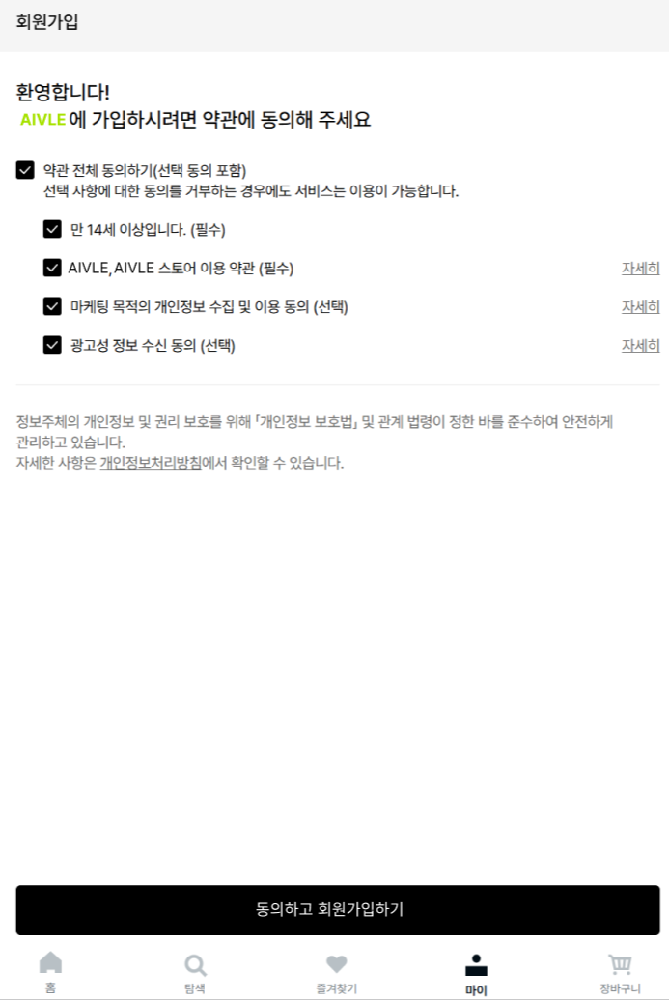 회원가입
환영합니다!
AIVLE에 가입하시려면 약관에 동의해 주세요
약관 전체 동의하기(선택 동의 포함)
선택 사항에 대한 동의를 거부하는 경우에도 서비스는 이용이 가능합니다.
만 14세 이상입니다. (필수)
AIVLE,AIVLE 스토어 이용 약관 (필수) 자세히
마케팅 목적의 개인정보 수집 및 이용 동의 (선택) 자세히
광고성 정보 수신 동의 (선택) 자세히
정보주체의 개인정보 및 권리 보호를 위해 「개인정보 보호법」 및 관계 법령이 정한 바를 준수하여 안전하게
관리하고 있습니다.
자세한 사항은 개인정보처리방침에서 확인할 수 있습니다.
동의하고 회원가입하기
홈 탐색 즐겨찾기 마이 장바구니